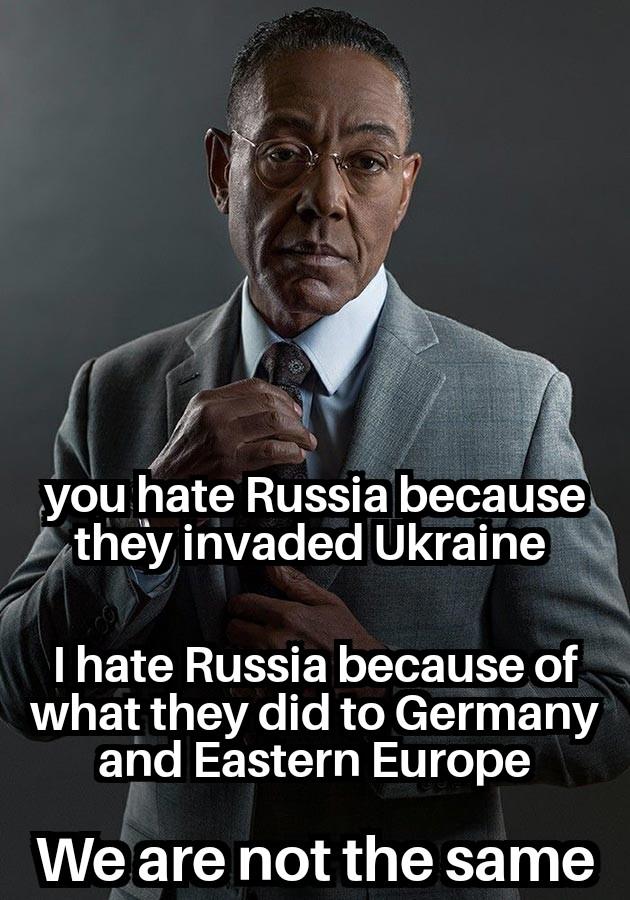 you hate Russia because
they invaded Ukraine
I hate Russia because of
what they did to Germany
and Eastern Europe
We are not the same